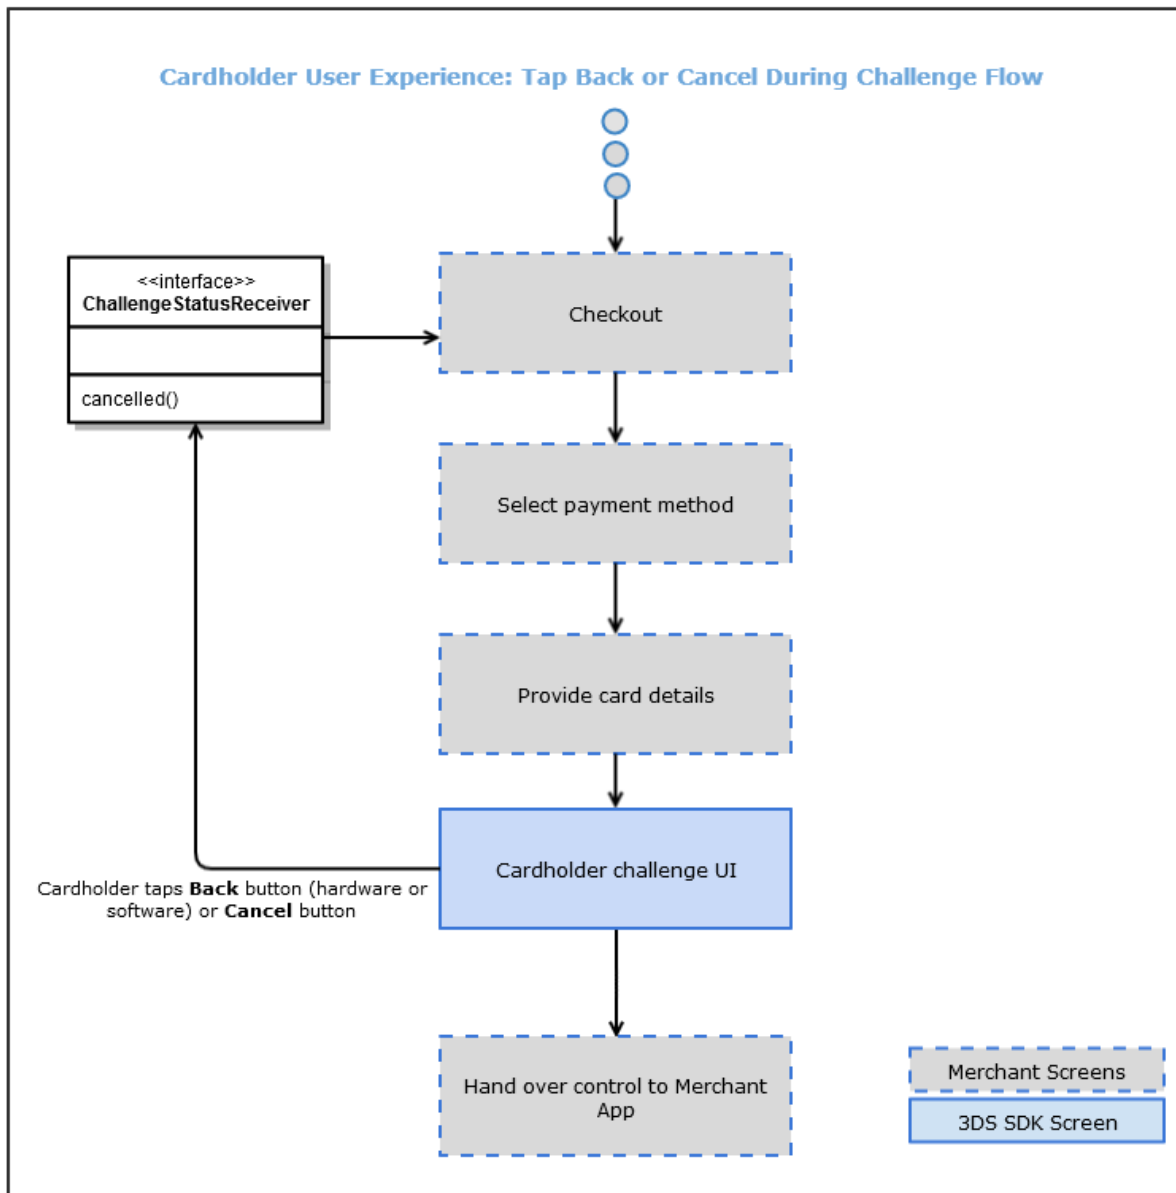 Cardholder User Experience: Tap Back or Cancel During Challenge Flow
<<interface>>
ChallengeStatusReceiver
cancelled()
Checkout
Select payment method
Provide card details
Cardholder challenge UI
Cardholder taps Back button (hardware or
software) or Cancel button
Hand over control to Merchant
App
Merchant Screens
3DS SDK Screen